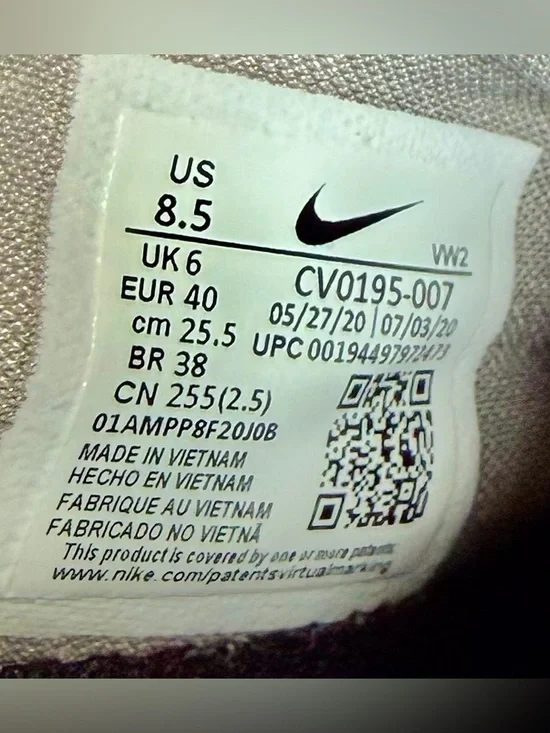 US
8.5
UK 6
EUR 40
cm 25.5
BR 38
CN 255(2.5)
01AMPP8F20J0B
MADE IN VIETNAM
HECHO EN VIETNAM
FABRIQUE AU VIETNAM
FABRICADO NO VIETNÃ
This product is covered by one or more patents
www.nike.com/patentsvirtualmarking
VW2
CV0195-007
05/27/20 | 07/03/20
UPC 00194497972473